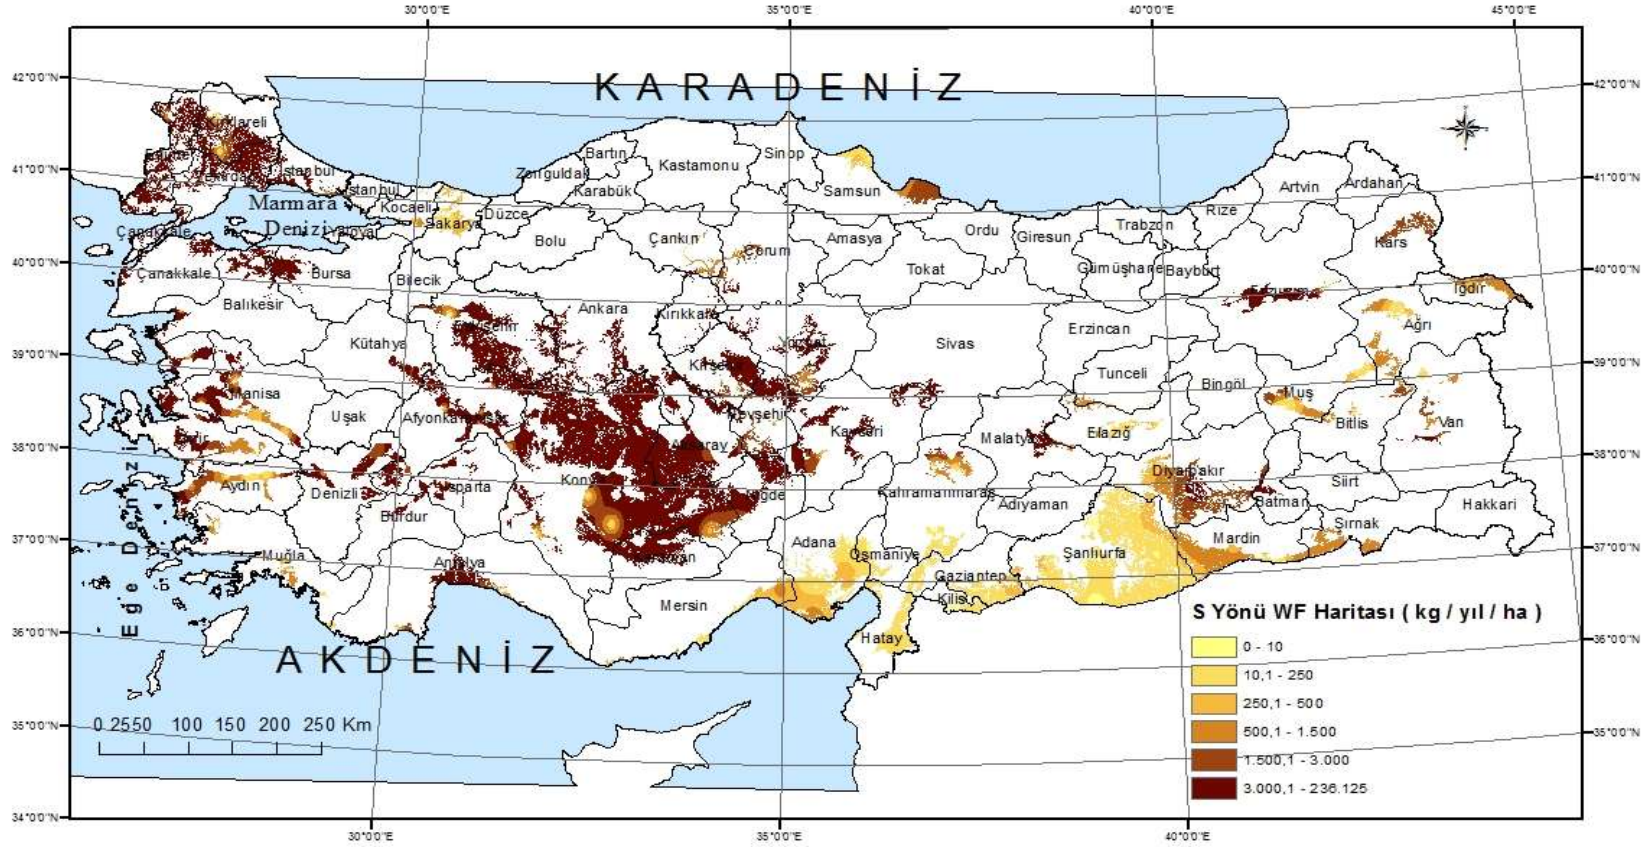 30°0'0"E 35°0'0"E 40°0'0"E 45°0'0"E
42°0'0"N 42°0'0"N
KARADENİZ
Kırklareli
Bartın
Kastamonu
Sinop
41°0'0"N 41°0'0"N
İstanbul
Zonguldak
Karabük
Samsun
Artvin
Ardahan
İstanbul
Marmara
Denizi
Yalova
Kocaeli
Sakarya
Düzce
Rize
Trabzon
Ordu
Giresun
Çanakkale
Bolu
Çankırı
Çorum
Amasya
Kars
40°0'0"N 40°0'0"N
Çanakkale
Bursa
Bilecik
Tokat
Gümüşhane
Bayburt
Iğdır
Balıkesir
Ankara
Kırıkkale
Erzincan
Ağrı
Eskişehir
39°0'0"N 39°0'0"N
Kütahya
Yozgat
Sivas
Kırşehir
Tunceli
Bingöl
Muş
Manisa
Uşak
Afyonkarahisar
Nevşehir
Kayseri
Malatya
Elazığ
Bitlis
Van
38°0'0"N 38°0'0"N
İzmir
Aksaray
Diyarbakır
Aydın
Denizli
Isparta
Konya
Niğde
Kahramanmaraş
Adıyaman
Batman
Siirt
Hakkari
Burdur
Şırnak
37°0'0"N 37°0'0"N
Ege Denizi
Muğla
Antalya
Karaman
Adana
Osmaniye
Şanlıurfa
Mardin
Gaziantep
Mersin
Kilis
36°0'0"N 36°0'0"N
Hatay
AKDENİZ
S Yönü WF Haritası ( kg / yıl / ha )
0 - 10
10,1 - 250
250,1 - 500
500,1 - 1.500
1.500,1 - 3.000
3.000,1 - 236.125
0 2550 100 150 200 250 Km
35°0'0"N 35°0'0"N
34°0'0"N
30°0'0"E 35°0'0"E 40°0'0"E